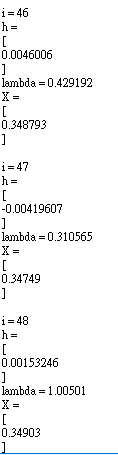 i = 46
h =
[
0.0046006
]
lambda = 0.429192
X =
[
0.348793
]
i = 47
h =
[
-0.00419607
]
lambda = 0.310565
X =
[
0.34749
]
i = 48
h =
[
0.00153246
]
lambda = 1.00501
X =
[
0.34903
]